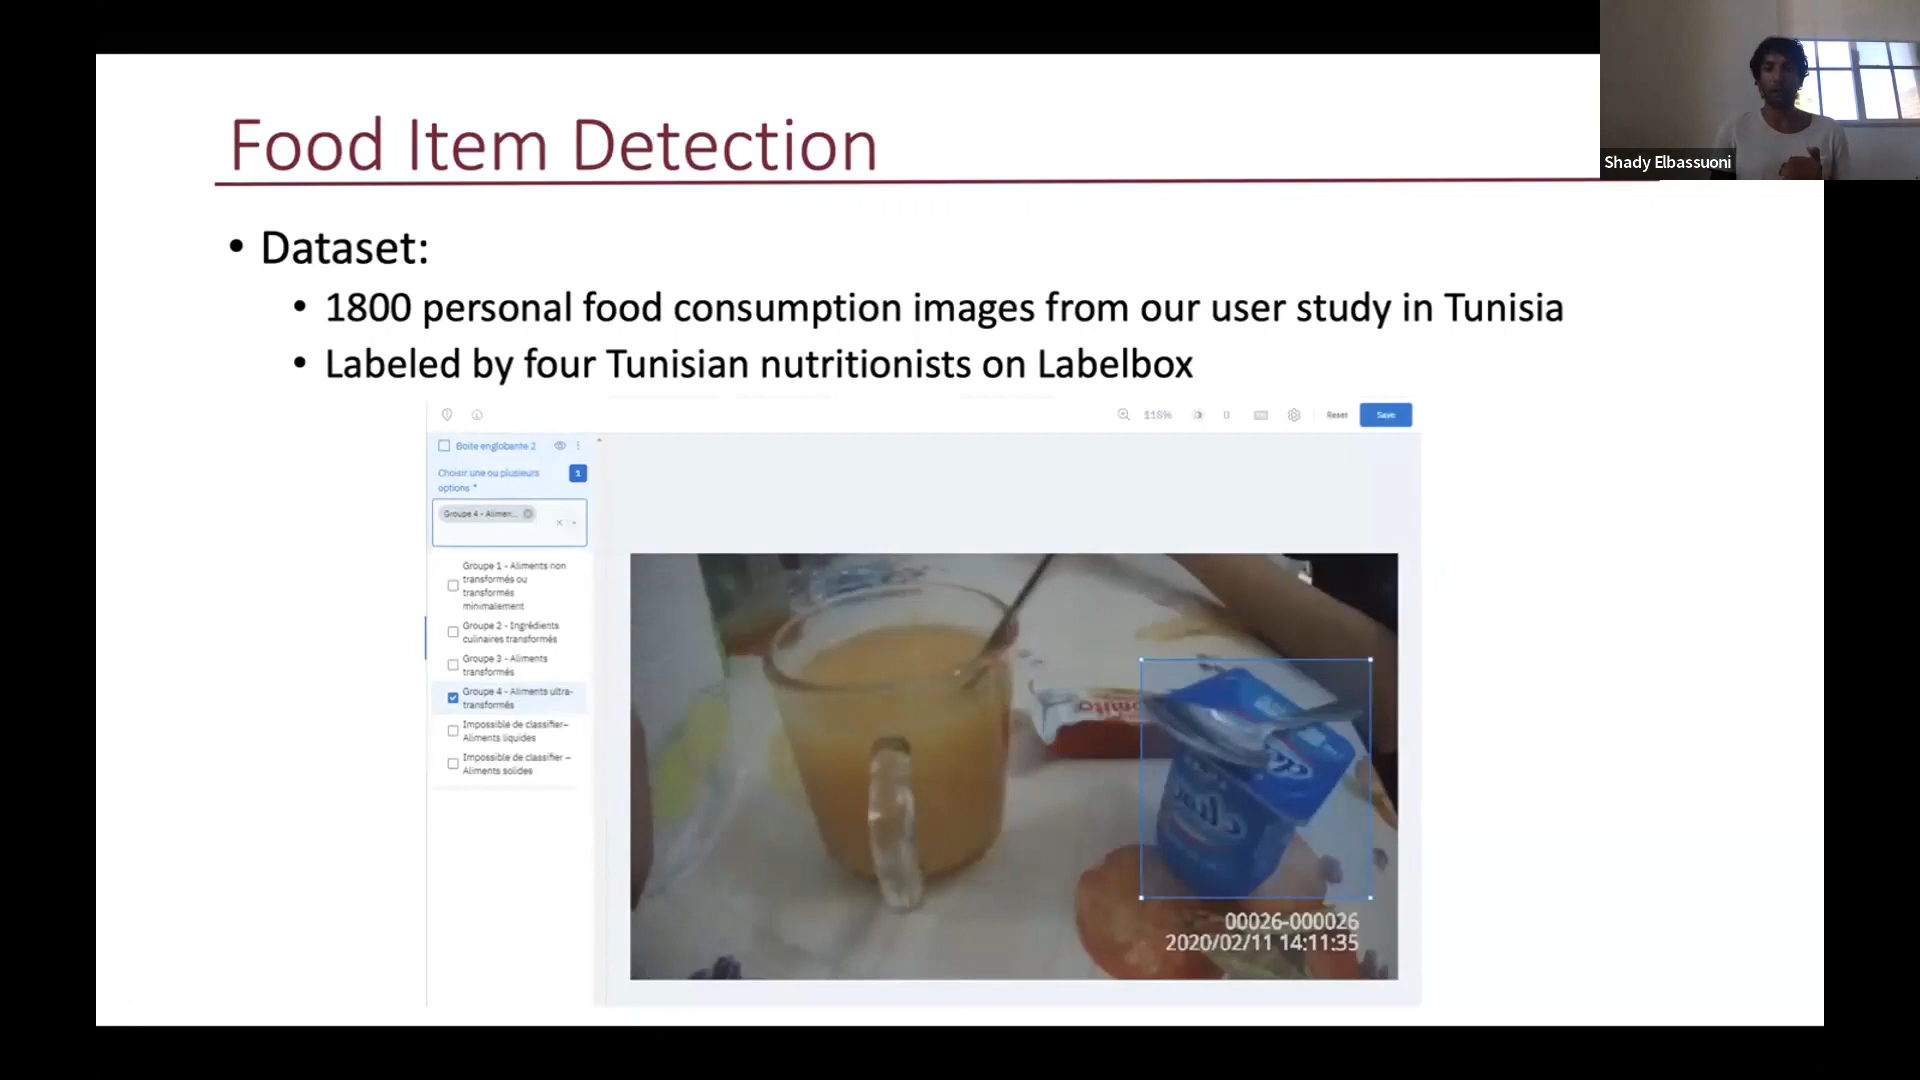 Shady Elbassuoni
Food Item Detection
• Dataset:
• 1800 personal food consumption images from our user study in Tunisia
• Labeled by four Tunisian nutritionists on Labelbox
118%
Reset
Save
Boite englobante 2
Choisir une ou plusieurs
options *
1
Groupe 4 - Alimen...
Groupe 1 - Aliments non
transformés ou
transformés
minimalement
Groupe 2 - Ingrédients
culinaires transformés
Groupe 3 - Aliments
transformés
Groupe 4 - Aliments ultra-
transformés
Impossible de classifier–
Aliments liquides
Impossible de classifier –
Aliments solides
00026-000026
2020/02/11 14:11:35